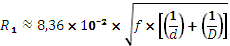 R₁ ≈ 8,36 × 10⁻² × √(f × [(1/d) + (1/D)])